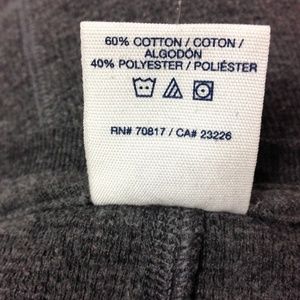 60% COTTON / COTON /
ALGODÓN
40% POLYESTER / POLIÉSTER
RN# 70817 / CA# 23226